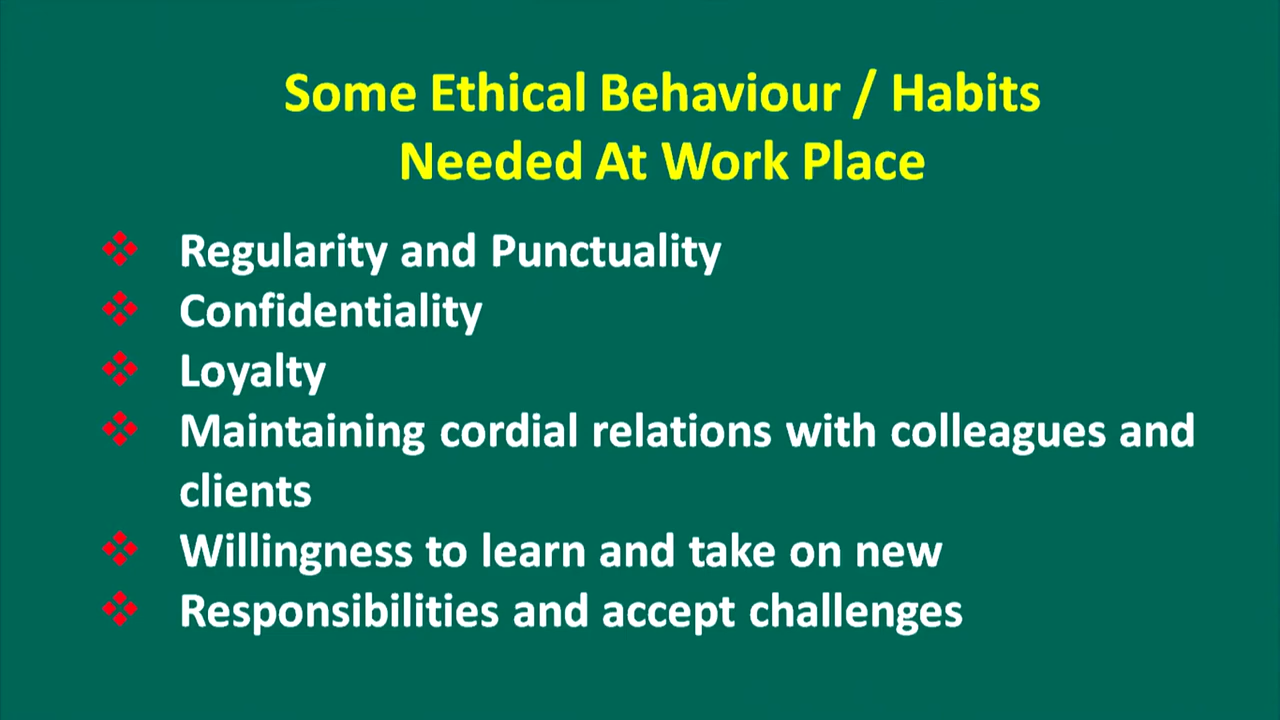 Some Ethical Behaviour / Habits
Needed At Work Place
❖ Regularity and Punctuality
❖ Confidentiality
❖ Loyalty
❖ Maintaining cordial relations with colleagues and
clients
❖ Willingness to learn and take on new
❖ Responsibilities and accept challenges